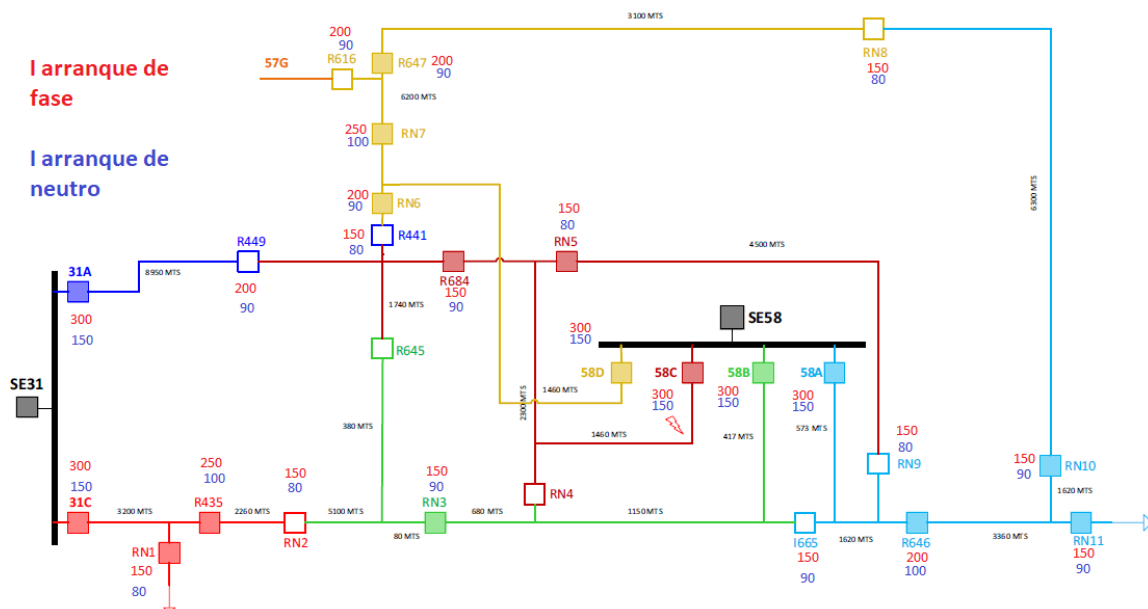 3100 MTS
200
90
R616
57G
R647
200
90
RN8
150
80
I arranque de
fase
6200 MTS
250
100
RN7
I arranque de
neutro
200
90
RN6
150
80
R441
150
80
RN5
R449
4500 MTS
6300 MTS
31A
8950 MTS
R684
150
90
200
90
1740 MTS
300
150
SE58
300
150
R645
SE31
58D
58C
58B
58A
1460 MTS
2300 MTS
300
150
300
150
300
150
380 MTS
1460 MTS
417 MTS
573 MTS
150
80
RN9
150
90
RN10
300
150
31C
250
100
R435
150
80
150
90
RN3
RN4
1620 MTS
3200 MTS
2260 MTS
RN2
5100 MTS
80 MTS
680 MTS
1150 MTS
I665
150
90
1620 MTS
R646
200
100
3360 MTS
RN11
150
90
RN1
150
80